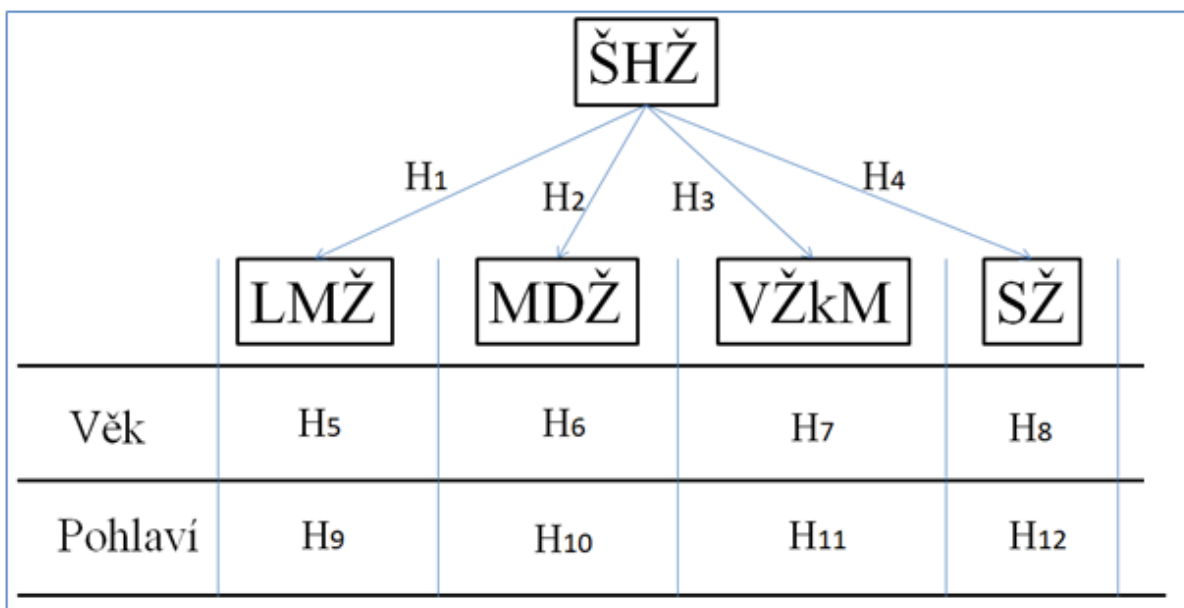 ŠHŽ
H1 H2 H3 H4
LMŽ MDŽ VŽkM SŽ
Věk H5 H6 H7 H8
Pohlaví H9 H10 H11 H12